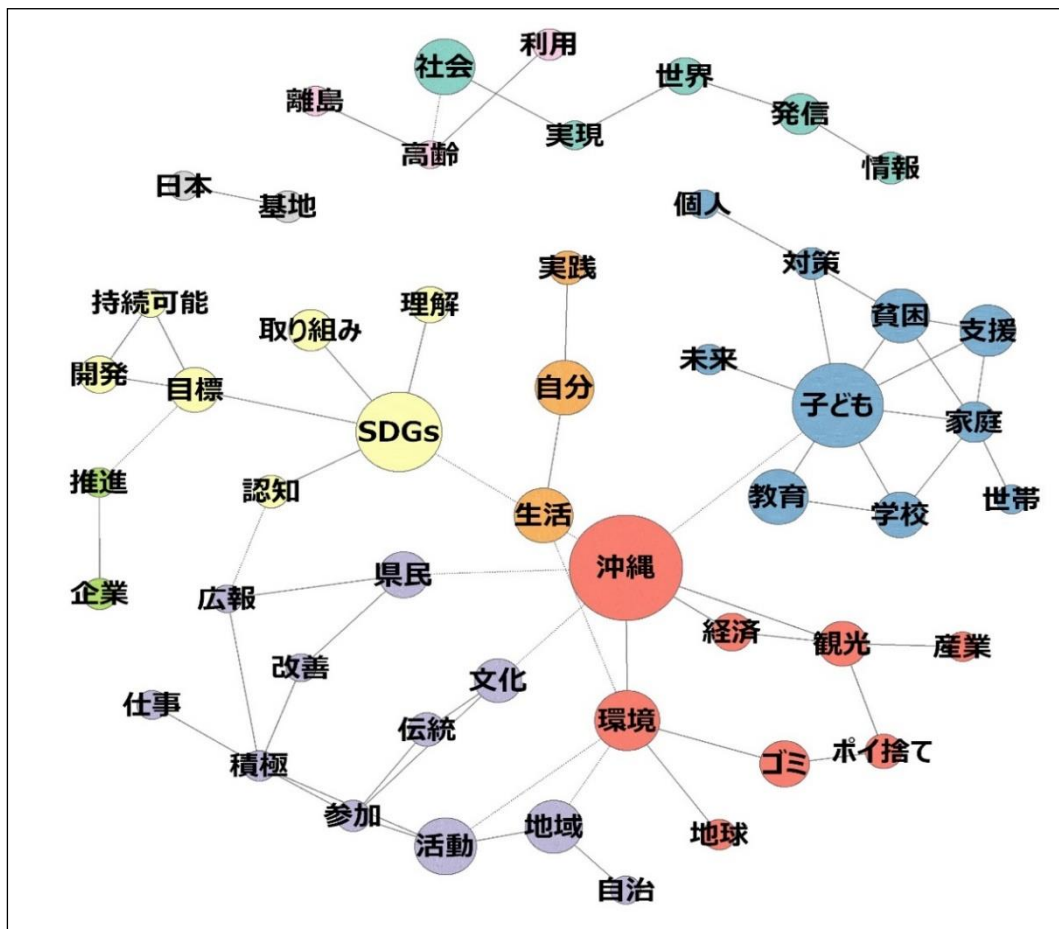 利用
社会
世界
離島
発信
実現
高齢
情報
日本
基地
個人
対策
実践
持続可能
理解
取り組み
貧困
支援
未来
開発
目標
自分
子ども
家庭
SDGs
推進
認知
教育
学校
世帯
生活
沖縄
県民
企業
広報
経済
観光
産業
改善
文化
仕事
伝統
環境
積極
ゴミ
ポイ捨て
参加
活動
地域
地球
自治